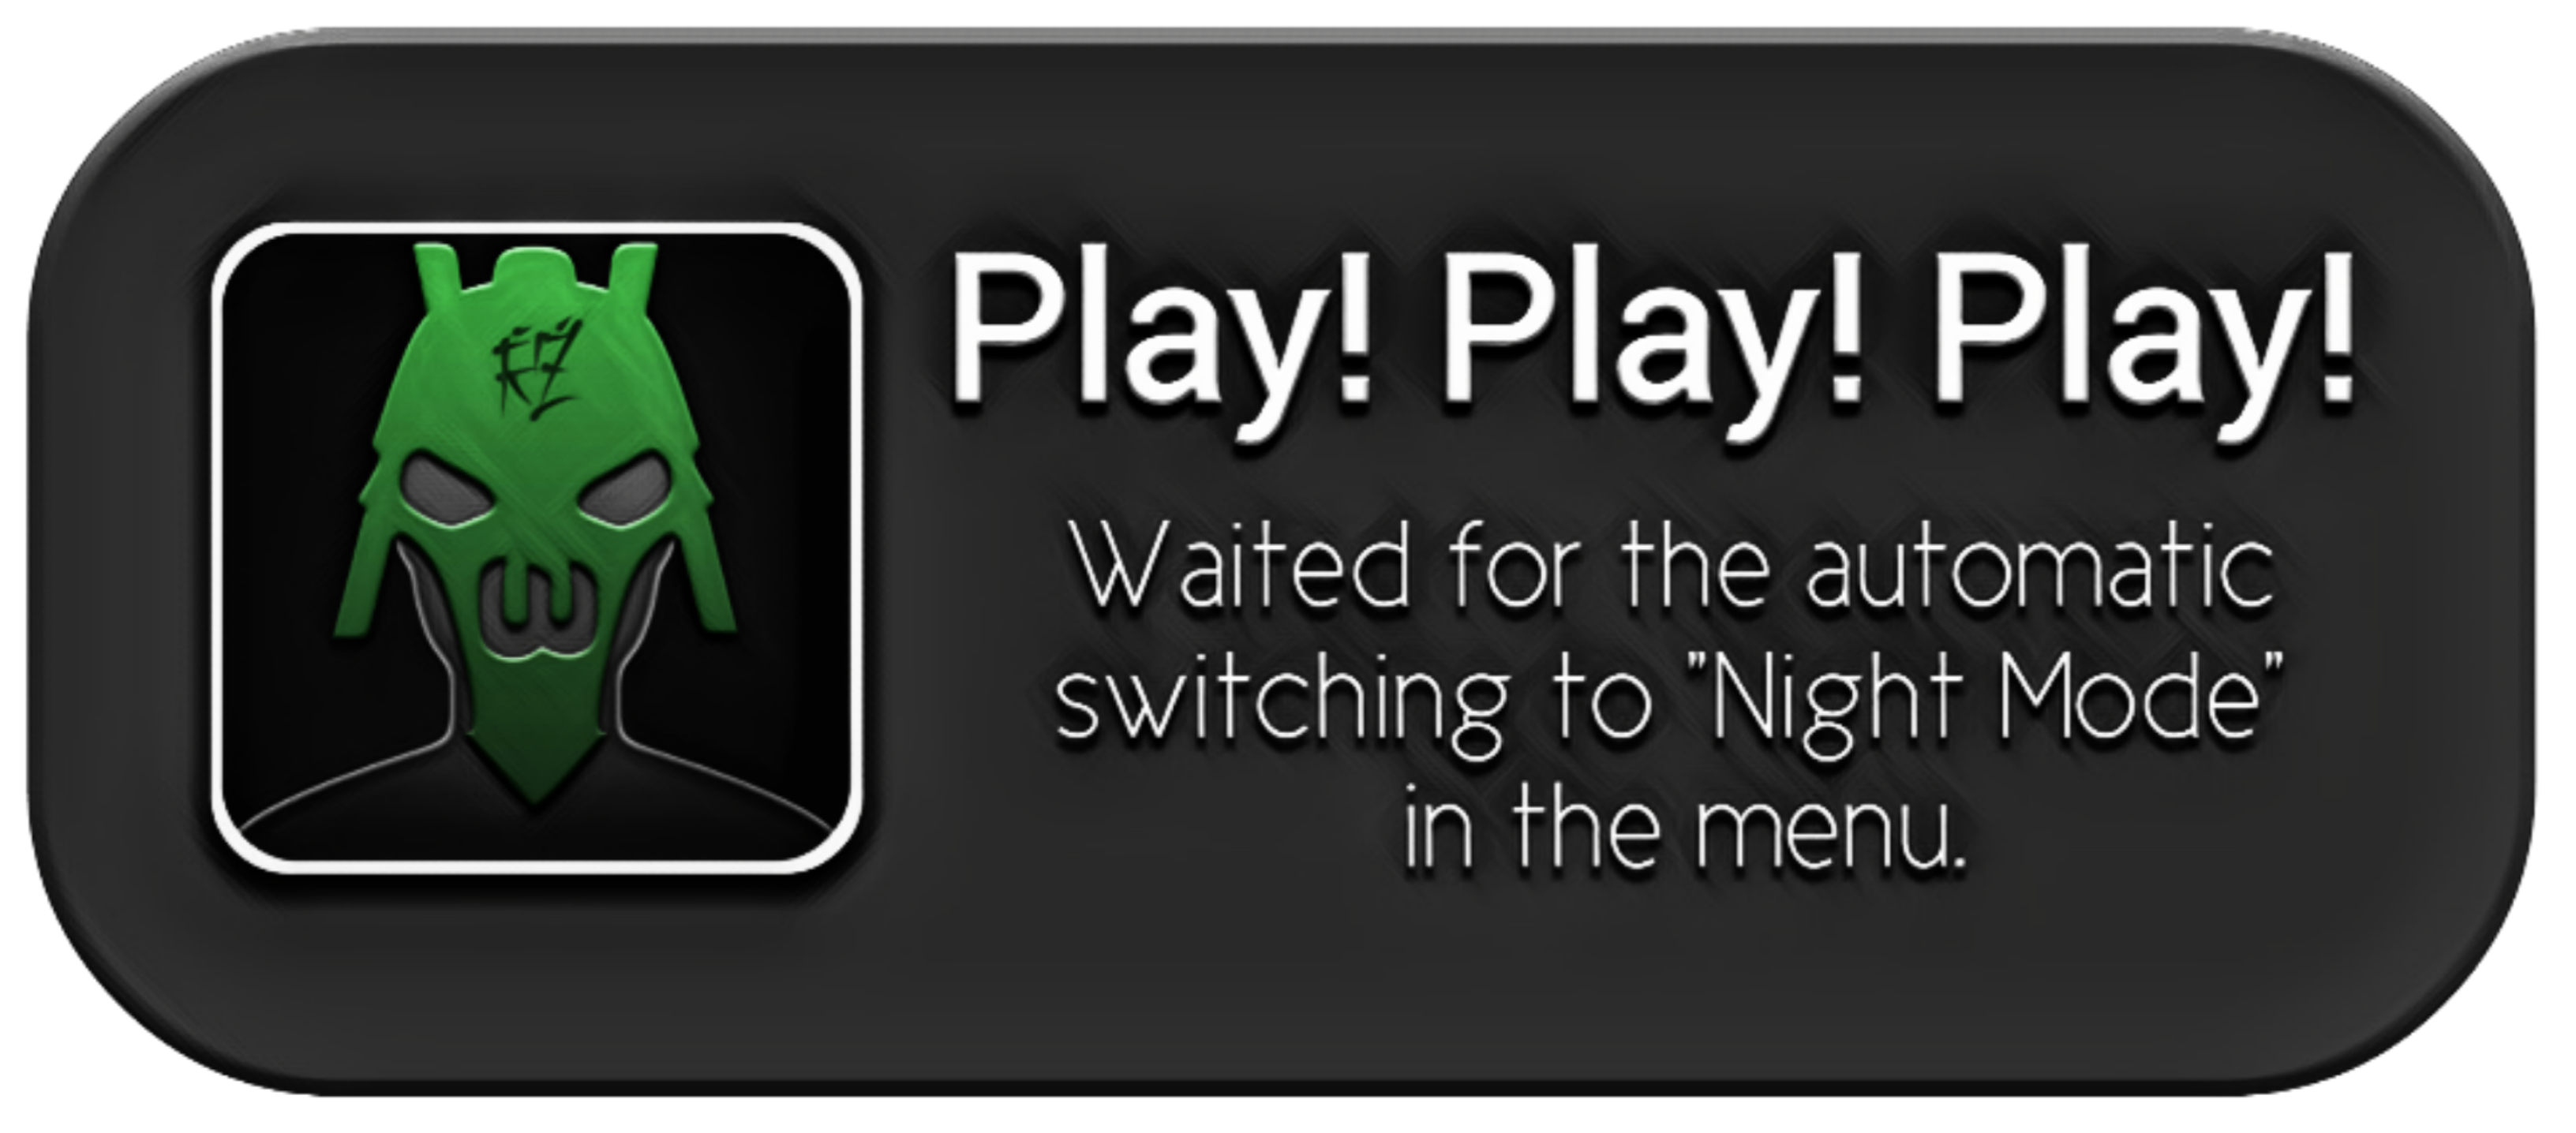 Play! Play! Play!
Waited for the automatic
switching to "Night Mode"
in the menu.